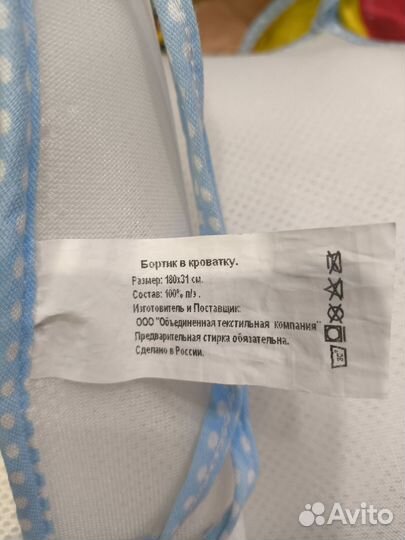 Бортик в кроватку.
Размер: 180х31 см.
Состав: 100% п/э .
Изготовитель и Поставщик:
ООО "Объединенная текстильная компания"
Предварительная стирка обязательна.
Сделано в России.
Avito